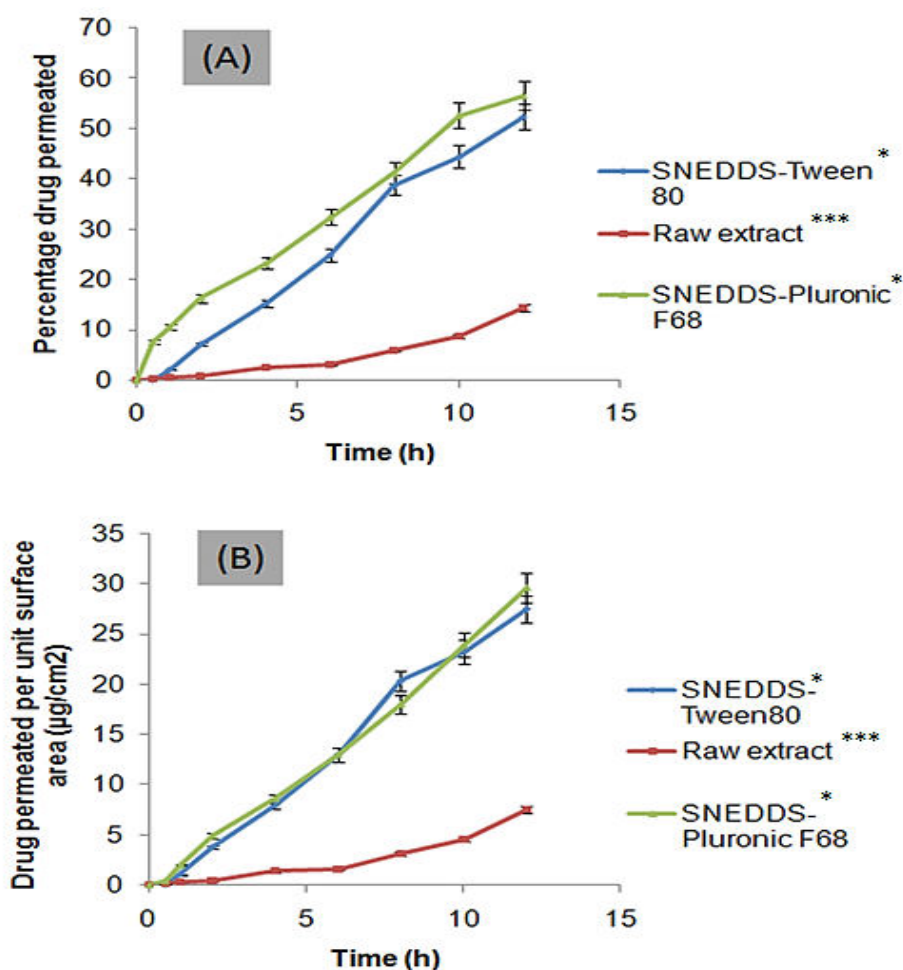 (A)
Percentage drug permeated
70
60
50
40
30
20
10
0
0
5
10
15
Time (h)
SNEDDS-Tween *
80
Raw extract ***
SNEDDS-Pluronic*
F68
(B)
Drug permeated per unit surface
area (µg/cm2)
35
30
25
20
15
10
5
0
0
5
10
15
Time (h)
SNEDDS-*
Tween80
Raw extract ***
SNEDDS-*
Pluronic F68